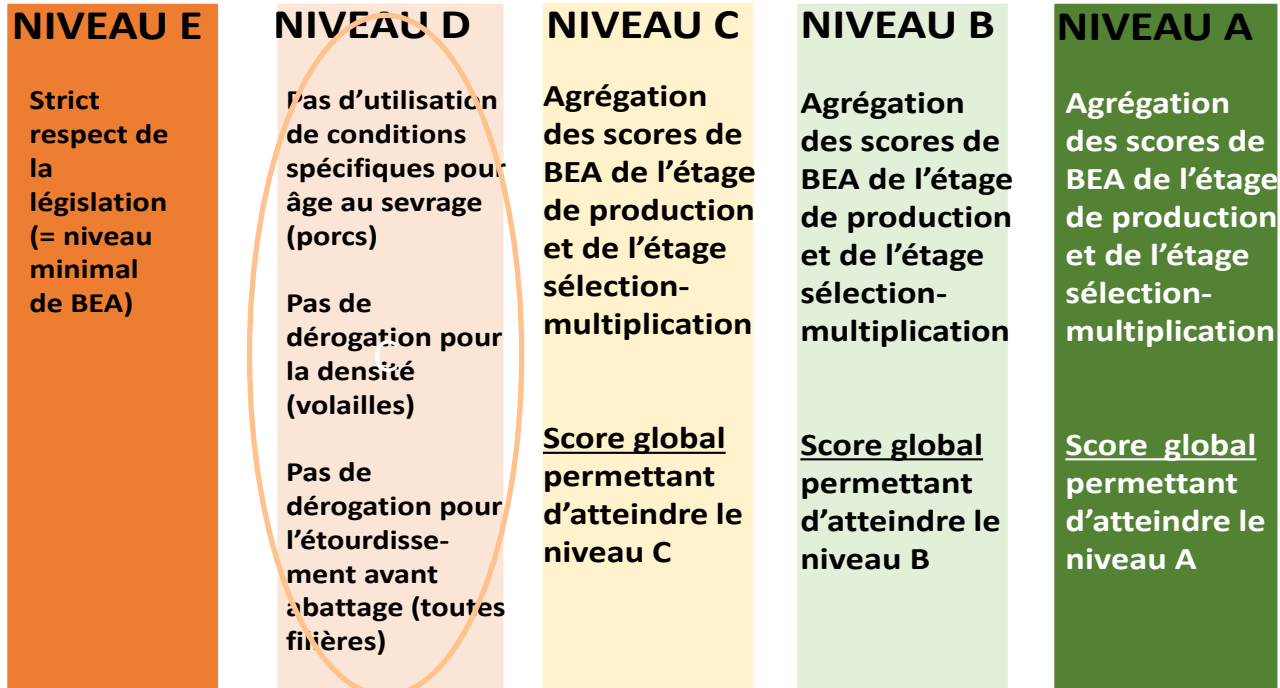 NIVEAU E
Strict
respect de
la
législation
(= niveau
minimal
de BEA)
NIVEAU D
Pas d’utilisation
de conditions
spécifiques pour
âge au sevrage
(porcs)
Pas de
dérogation pour
la densité
(volailles)
Pas de
dérogation pour
l’étourdisse-
ment avant
abattage (toutes
filières)
NIVEAU C
Agrégation
des scores de
BEA de l’étage
de production
et de l’étage
sélection-
multiplication
Score global
permettant
d’atteindre le
niveau C
NIVEAU B
Agrégation
des scores de
BEA de l’étage
de production
et de l’étage
sélection-
multiplication
Score global
permettant
d’atteindre le
niveau B
NIVEAU A
Agrégation
des scores de
BEA de l’étage
de production
et de l’étage
sélection-
multiplication
Score global
permettant
d’atteindre le
niveau A